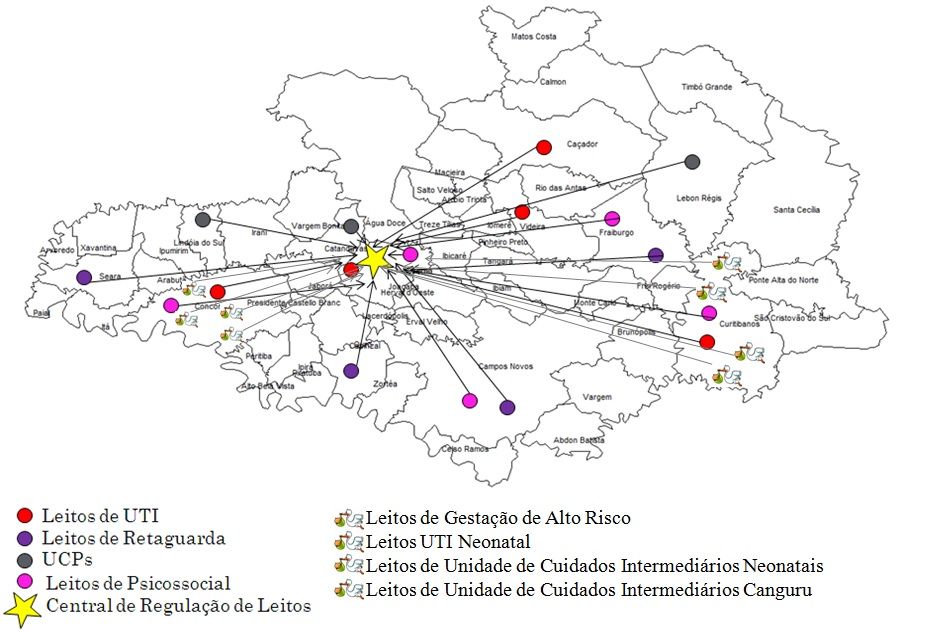 Matos Costa
Calmon
Timbó Grande
Caçador
Macieira
Salto Veloso
Arroio Trinta
Rio das Antas
Lebon Régis
Santa Cecília
Vargem Bonita
Água Doce
Treze Tílias
Iomerê
Videira
Fraiburgo
Irani
Lindóia do Sul
Ipumirim
Arvoredo
Xavantina
Catanduvas
Pinheiro Preto
Ibicaré
Tangará
Seara
Arabutã
Ponte Alta do Norte
Frei Rogério
Jaborá
Joaçaba
Herval d'Oeste
Ibiam
Paial
Itá
Concór
Presidente Castello Branc
Monte Carlo
São Cristovão do Sul
Curitibanos
Lacerdópolis
Erval Velho
Brunópolis
Peritiba
Ipira
Piratuba
Alto Bela Vista
Zortéa
Campos Novos
Vargem
Abdon Batista
Celso Ramos
Leitos de UTI
Leitos de Retaguarda
UCPs
Leitos de Psicossocial
Central de Regulação de Leitos
Leitos de Gestação de Alto Risco
Leitos UTI Neonatal
Leitos de Unidade de Cuidados Intermediários Neonatais
Leitos de Unidade de Cuidados Intermediários Canguru